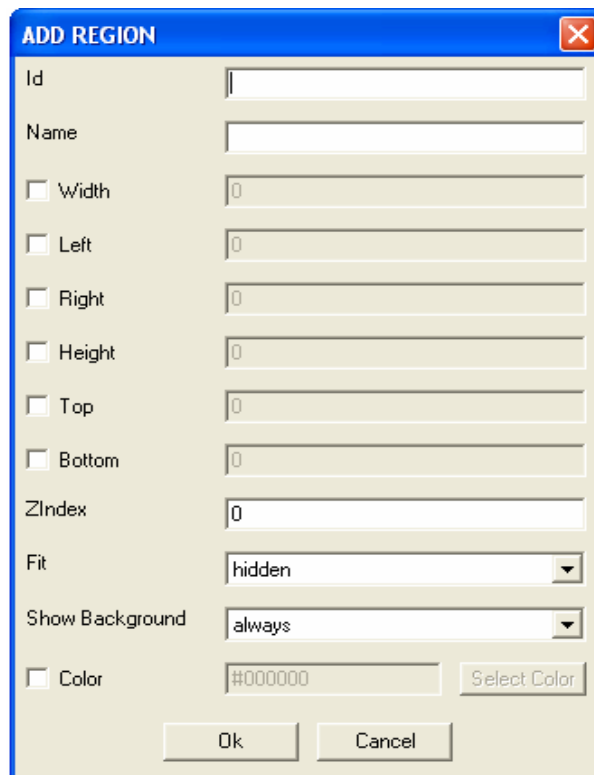 ADD REGION
Id
Name
Width 0
Left 0
Right 0
Height 0
Top 0
Bottom 0
ZIndex 0
Fit hidden
Show Background always
Color #000000 Select Color
Ok Cancel